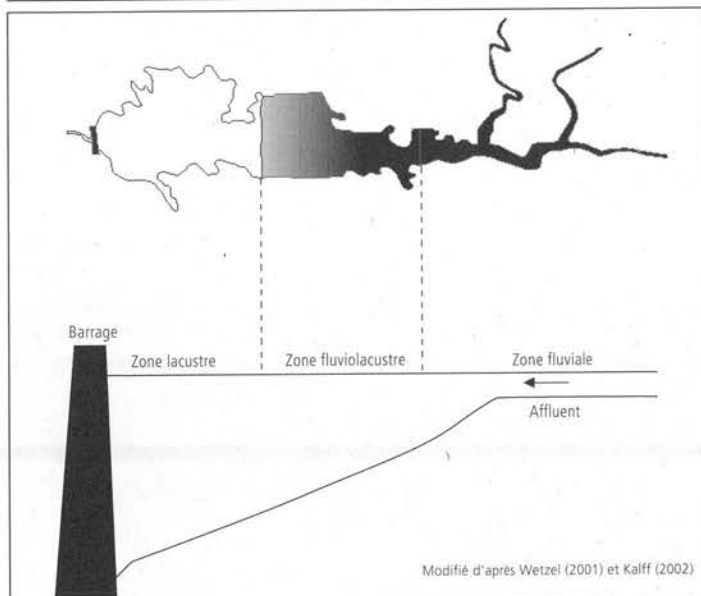 Barrage
Zone lacustre Zone fluviolacustre Zone fluviale
Affluent
Modifié d'après Wetzel (2001) et Kalff (2002)